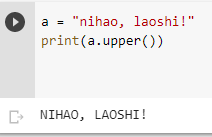 a = "nihao, laoshi!"
print(a.upper())
NIHAO, LAOSHI!